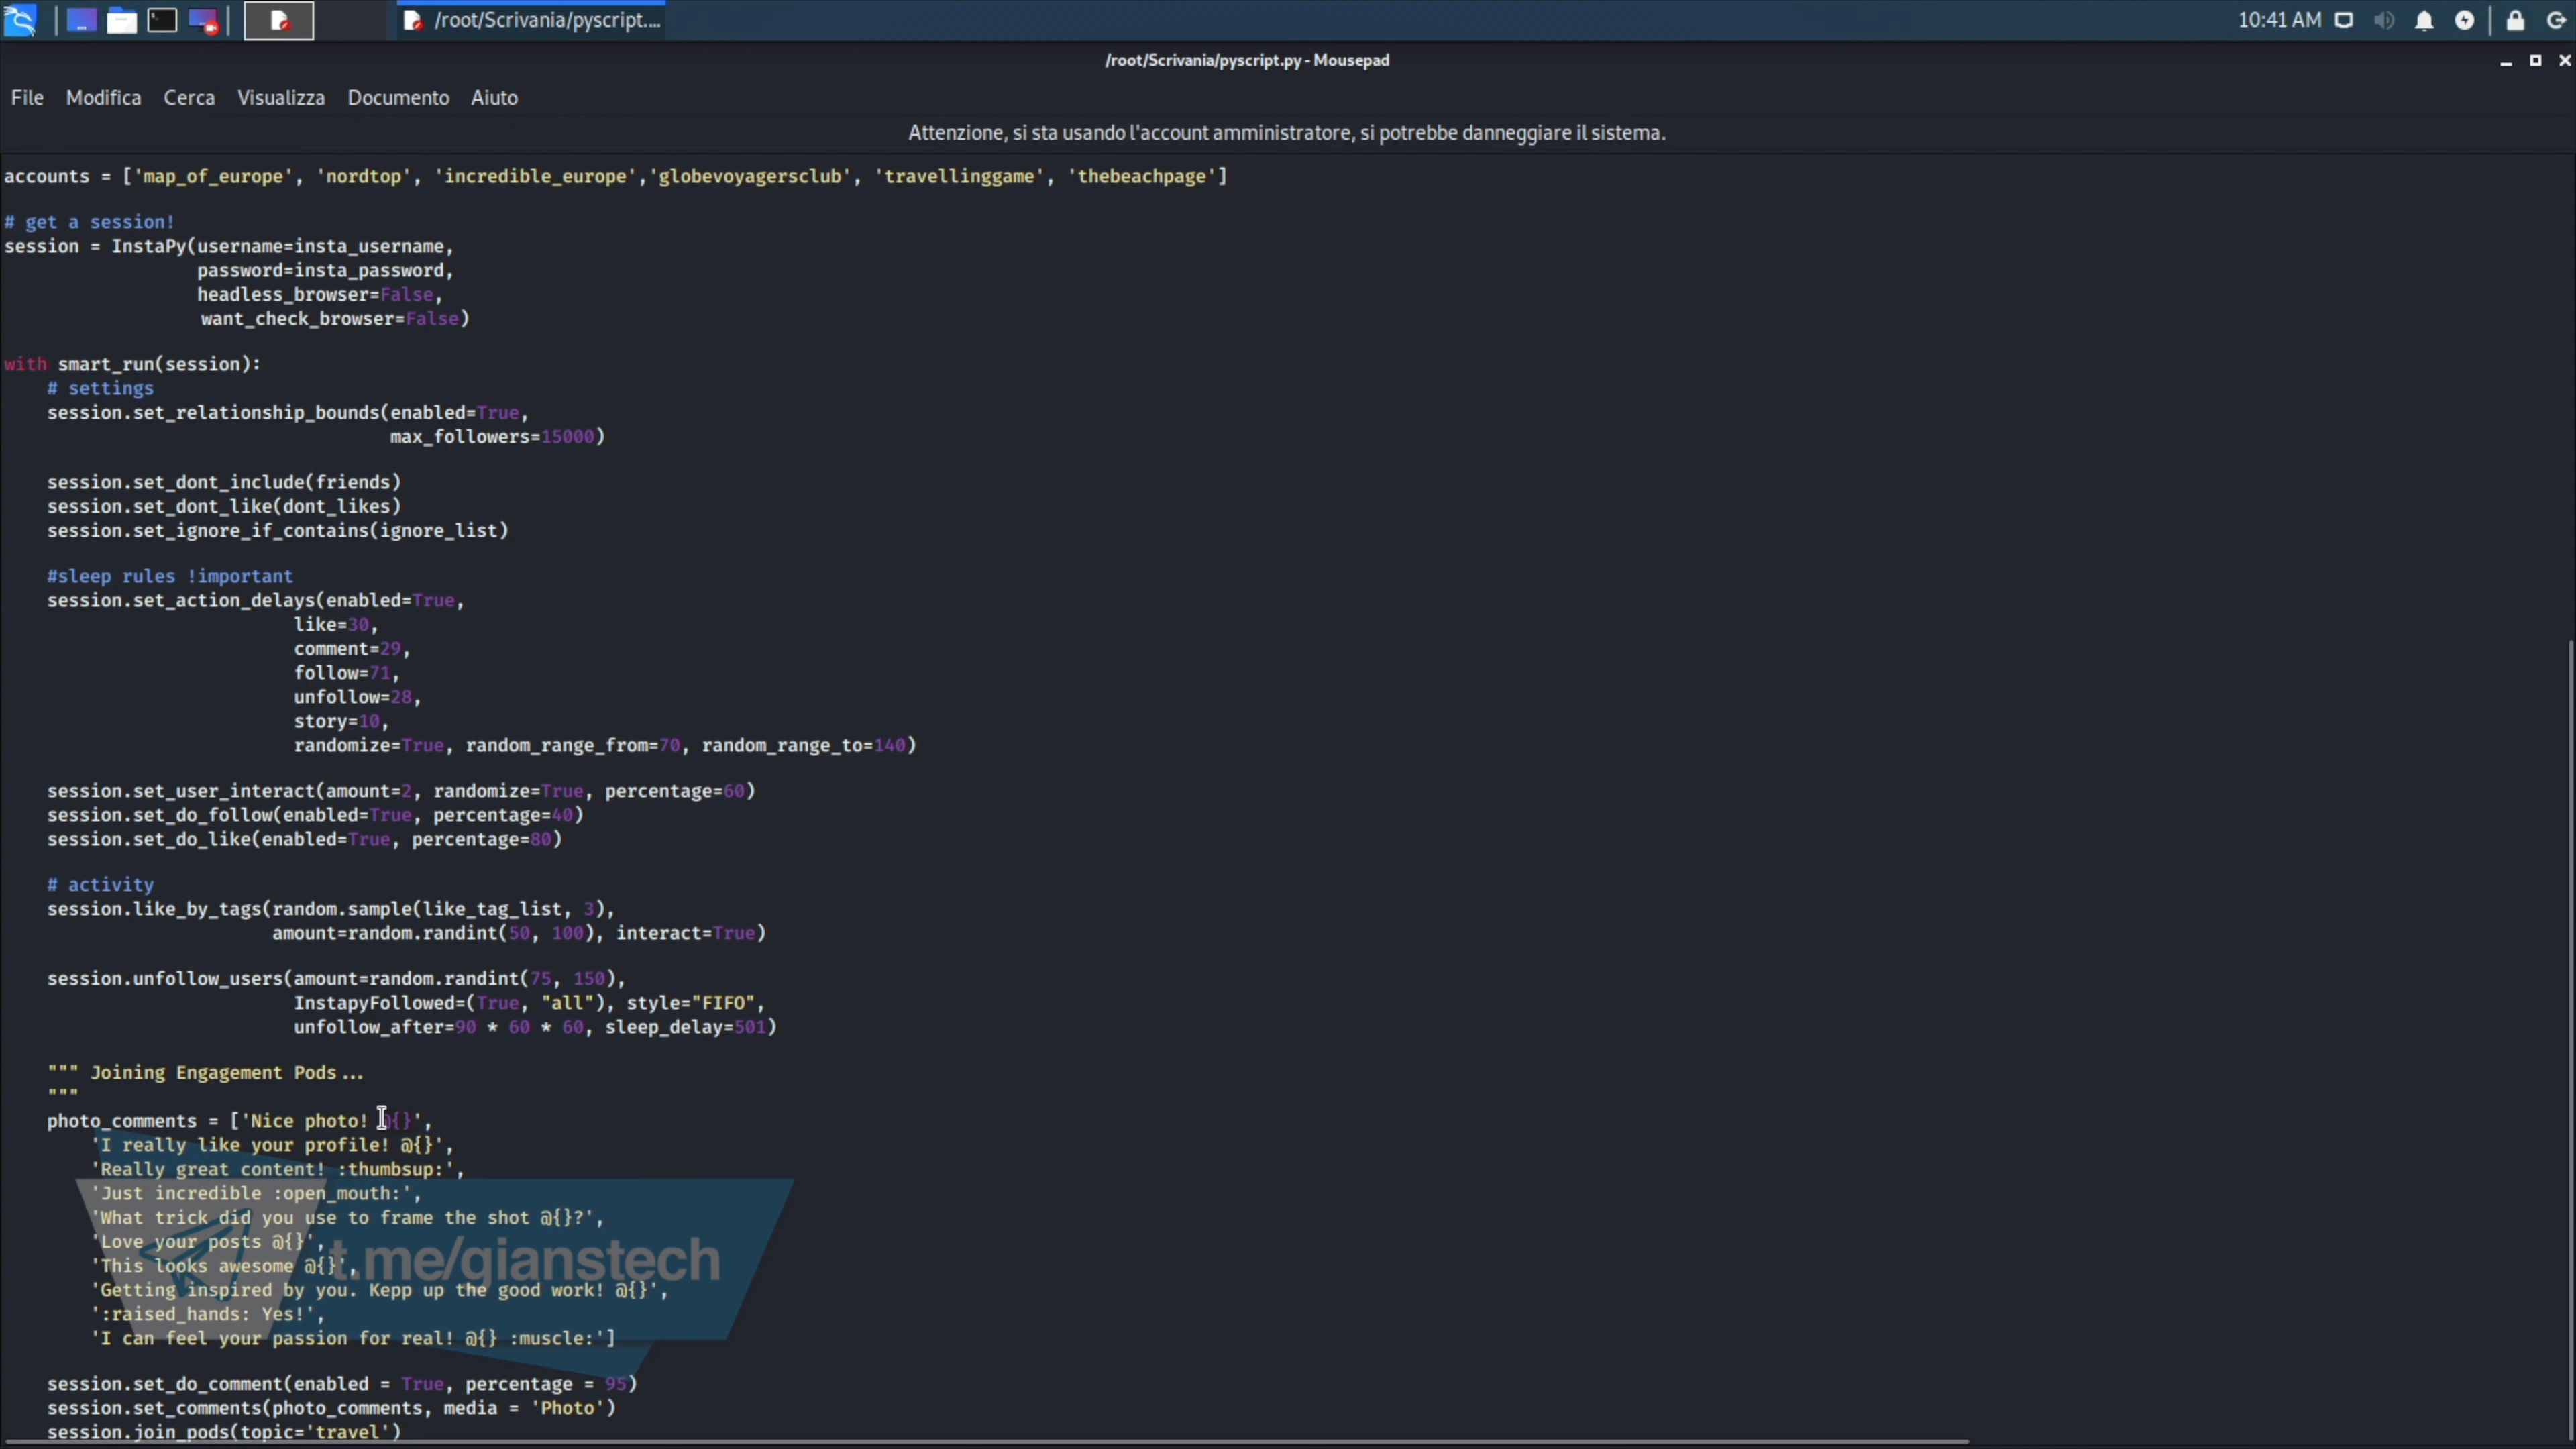 /root/Scrivania/pyscript....
10:41 AM
/root/Scrivania/pyscript.py - Mousepad
File Modifica Cerca Visualizza Documento Aiuto
Attenzione, si sta usando l'account amministratore, si potrebbe danneggiare il sistema.
accounts = ['map_of_europe', 'nordtop', 'incredible_europe','globevoyagersclub', 'travellinggame', 'thebeachpage']
# get a session!
session = InstaPy(username=insta_username,
password=insta_password,
headless_browser=False,
want_check_browser=False)
with smart_run(session):
# settings
session.set_relationship_bounds(enabled=True,
max_followers=15000)
session.set_dont_include(friends)
session.set_dont_like(dont_likes)
session.set_ignore_if_contains(ignore_list)
#sleep rules !important
session.set_action_delays(enabled=True,
like=30,
comment=29,
follow=71,
unfollow=28,
story=10,
randomize=True, random_range_from=70, random_range_to=140)
session.set_user_interact(amount=2, randomize=True, percentage=60)
session.set_do_follow(enabled=True, percentage=40)
session.set_do_like(enabled=True, percentage=80)
# activity
session.like_by_tags(random.sample(like_tag_list, 3),
amount=random.randint(50, 100), interact=True)
session.unfollow_users(amount=random.randint(75, 150),
InstapyFollowed=(True, "all"), style="FIFO",
unfollow_after=90 * 60 * 60, sleep_delay=501)
""" Joining Engagement Pods...
"""
photo_comments = ['Nice photo! @{}',
'I really like your profile! @{}',
'Really great content! :thumbsup:',
'Just incredible :open_mouth:',
'What trick did you use to frame the shot @{}?',
'Love your posts @{}',
'This looks awesome @{}',
'Getting inspired by you. Kepp up the good work! @{}',
':raised_hands: Yes!',
'I can feel your passion for real! @{} :muscle:']
t.me/gianstech
session.set_do_comment(enabled = True, percentage = 95)
session.set_comments(photo_comments, media = 'Photo')
session.join_pods(topic='travel')